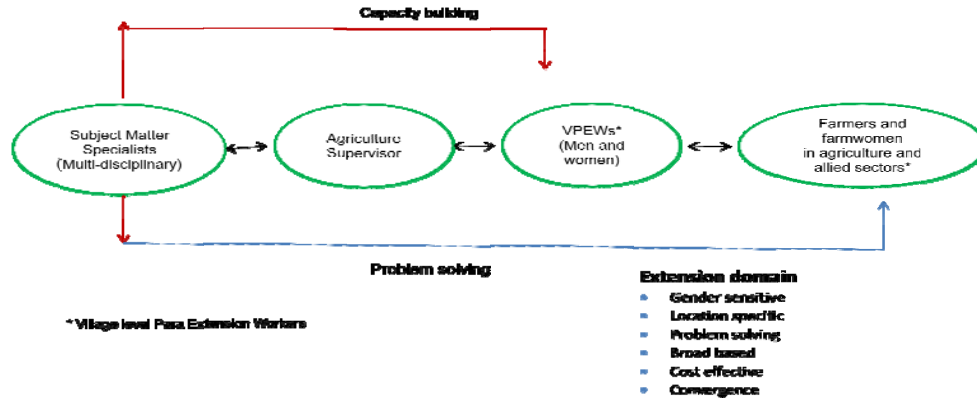 Capacity building
Subject Matter
Specialists
(Multi-disciplinary)
Agriculture
Supervisor
VPEWs*
(Men and
women)
Farmers and
farmwomen
in agriculture and
allied sectors*
Problem solving
* Village level Para Extension Workers
Extension domain
• Gender sensitive
• Location specific
• Problem solving
• Broad based
• Cost effective
• Convergence